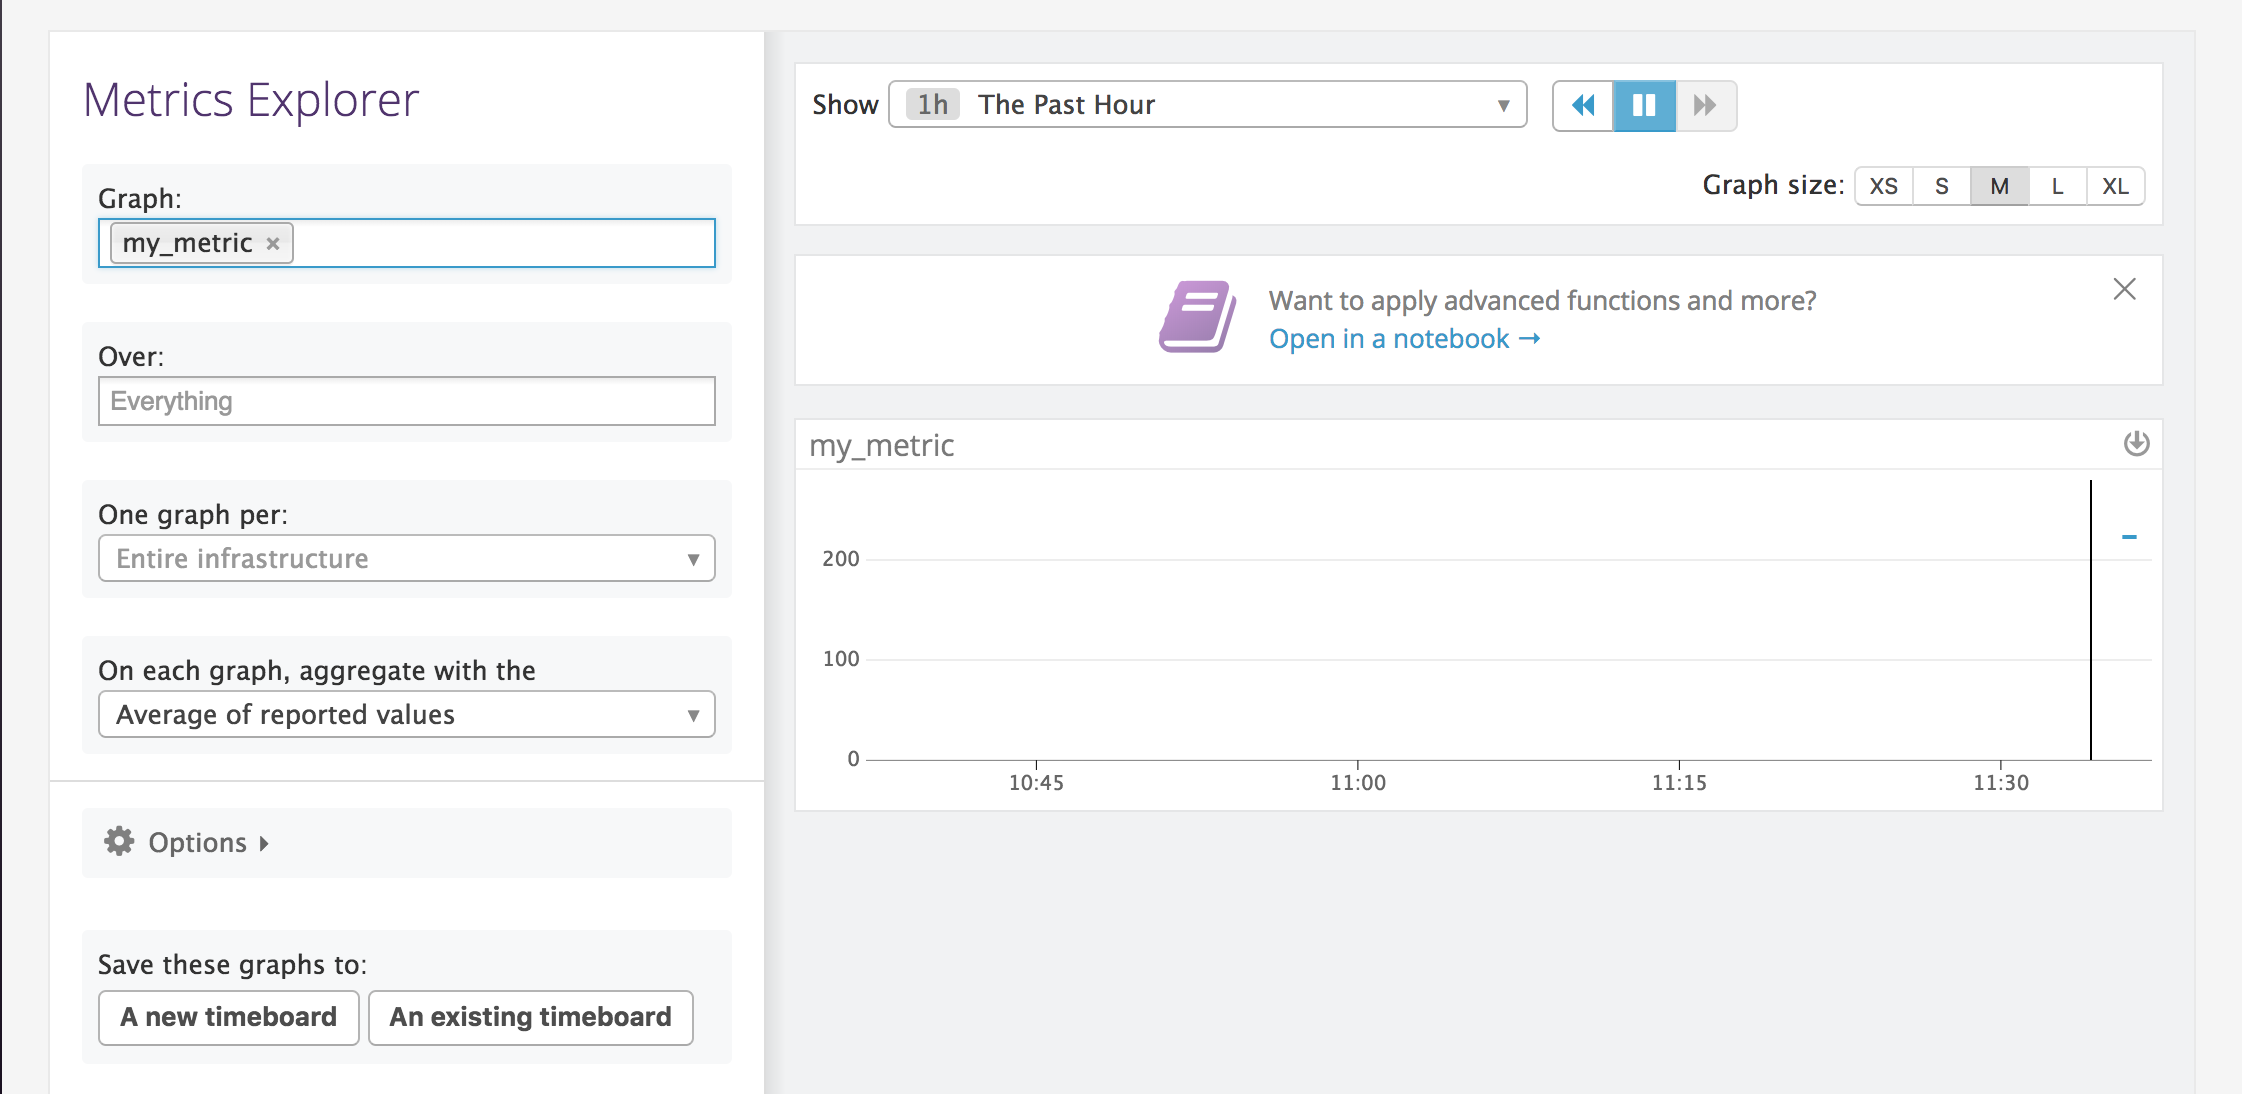 Metrics Explorer
Graph:
my_metric ×
Over:
Everything
One graph per:
Entire infrastructure
On each graph, aggregate with the
Average of reported values
Options
Save these graphs to:
A new timeboard An existing timeboard
Show 1h The Past Hour
Graph size: XS S M L XL
Want to apply advanced functions and more?
Open in a notebook →
my_metric
200
100
0
10:45 11:00 11:15 11:30